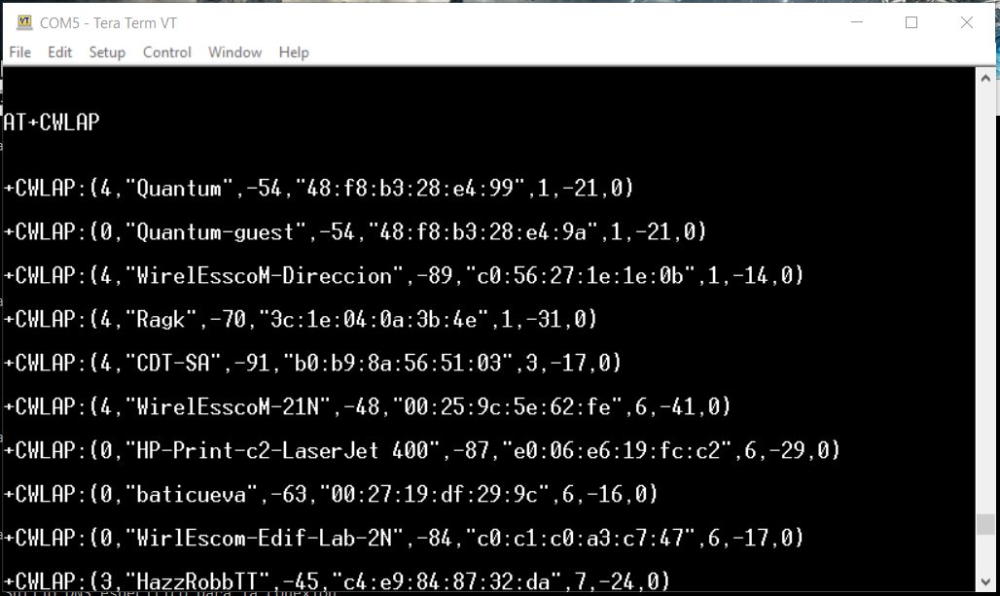 COM5 - Tera Term VT
File Edit Setup Control Window Help
AT+CWLAP
+CWLAP:(4,"Quantum",-54,"48:f8:b3:28:e4:99",1,-21,0)
+CWLAP:(0,"Quantum-guest",-54,"48:f8:b3:28:e4:9a",1,-21,0)
+CWLAP:(4,"WirelEsscoM-Direccion",-89,"c0:56:27:1e:1e:0b",1,-14,0)
+CWLAP:(4,"Ragk",-70,"3c:1e:04:0a:3b:4e",1,-31,0)
+CWLAP:(4,"CDT-SA",-91,"b0:b9:8a:56:51:03",3,-17,0)
+CWLAP:(4,"WirelEsscoM-21N",-48,"00:25:9c:5e:62:fe",6,-41,0)
+CWLAP:(0,"HP-Print-c2-LaserJet 400",-87,"e0:06:e6:19:fc:c2",6,-29,0)
+CWLAP:(0,"baticueva",-63,"00:27:19:df:29:9c",6,-16,0)
+CWLAP:(0,"WirlEscom-Edif-Lab-2N",-84,"c0:c1:c0:a3:c7:47",6,-17,0)
+CWLAP:(3,"HazzRobbTT",-45,"c4:e9:84:87:32:da",7,-24,0)